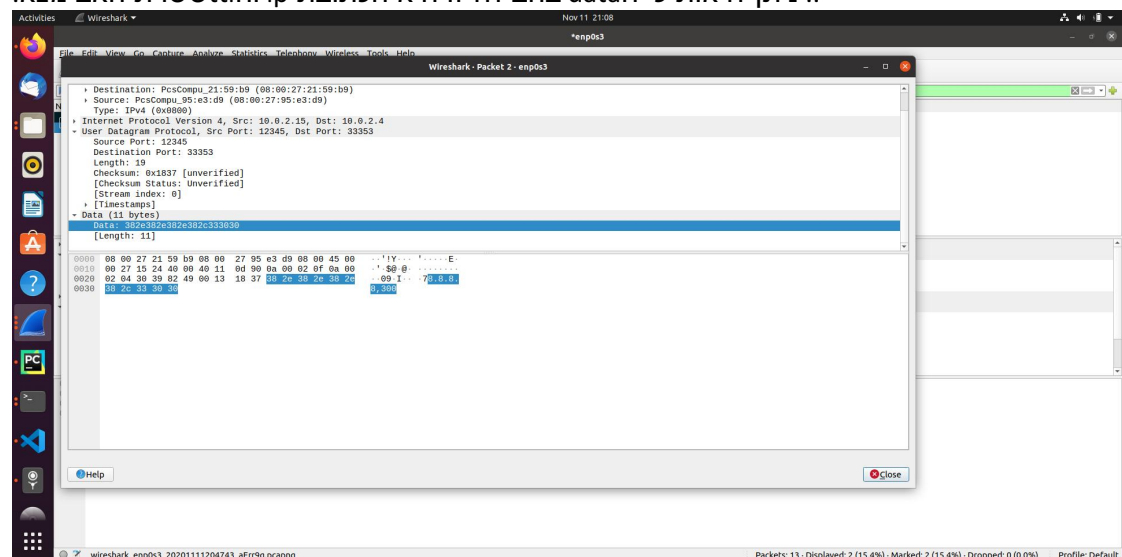 Activities Wireshark Nov 11 21:08
*enp0s3
File Edit View Go Capture Analyze Statistics Telephony Wireless Tools Help
Wireshark · Packet 2 · enp0s3
Destination: PcsCompu_21:59:b9 (08:00:27:21:59:b9)
Source: PcsCompu_95:e3:d9 (08:00:27:95:e3:d9)
Type: IPv4 (0x0800)
Internet Protocol Version 4, Src: 10.0.2.15, Dst: 10.0.2.4
User Datagram Protocol, Src Port: 12345, Dst Port: 33353
Source Port: 12345
Destination Port: 33353
Length: 19
Checksum: 0x1837 [unverified]
[Checksum Status: Unverified]
[Stream index: 0]
[Timestamps]
Data (11 bytes)
Data: 382e382e382e382c333030
[Length: 11]
0000 08 00 27 21 59 b9 08 00 27 95 e3 d9 08 00 45 00 ··'!Y··· '·····E·
0010 00 27 15 24 40 00 40 11 0d 90 0a 00 02 0f 0a 00 ·'·$@·@· ········
0020 02 04 30 39 82 49 00 13 18 37 38 2e 38 2e 38 2e ··09·I·· ·78.8.8.
0030 38 2c 33 30 30 8,300
Help Close
wireshark_enp0s3_20201111204743_aErr9q.pcapng Packets: 13 · Displayed: 2 (15.4%) · Marked: 2 (15.4%) · Dropped: 0 (0.0%) Profile: Default